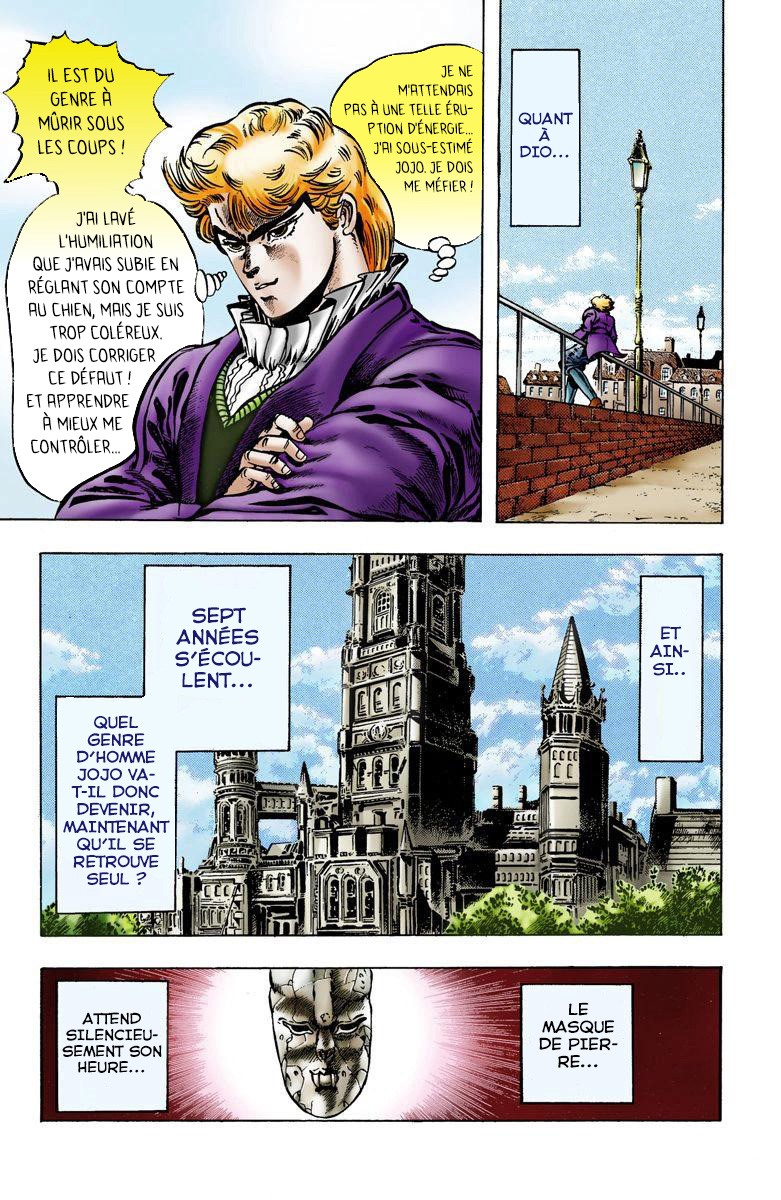 QUANT
À
DIO...
JE NE
M'ATTENDAIS
PAS À UNE TELLE ÉRU-
PTION D'ÉNERGIE...
J'AI SOUS-ESTIMÉ
JOJO. JE DOIS
ME MÉFIER !
IL EST DU
GENRE À
MÛRIR SOUS
LES COUPS !
J'AI LAVÉ
L'HUMILIATION
QUE J'AVAIS SUBIE EN
RÉGLANT SON COMPTE
AU CHIEN, MAIS JE SUIS
TROP COLÉREUX.
JE DOIS CORRIGER
CE DÉFAUT !
ET APPRENDRE
À MIEUX ME
CONTRÔLER...
ET
AIN-
SI..
SEPT
ANNÉES
S'ÉCOU-
LENT...
QUEL
GENRE
D'HOMME
JOJO VA-
T-IL DONC
DEVENIR,
MAINTENANT
QU'IL SE
RETROUVE
SEUL ?
LE
MASQUE
DE PIER-
RE...
ATTEND
SILENCIEU-
SEMENT SON
HEURE...